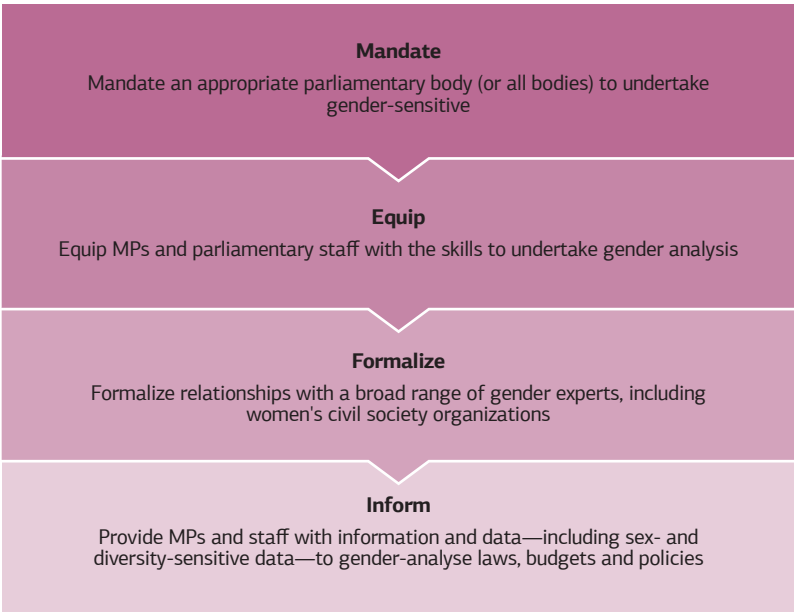 Mandate
Mandate an appropriate parliamentary body (or all bodies) to undertake
gender-sensitive
Equip
Equip MPs and parliamentary staff with the skills to undertake gender analysis
Formalize
Formalize relationships with a broad range of gender experts, including
women's civil society organizations
Inform
Provide MPs and staff with information and data—including sex- and
diversity-sensitive data—to gender-analyse laws, budgets and policies